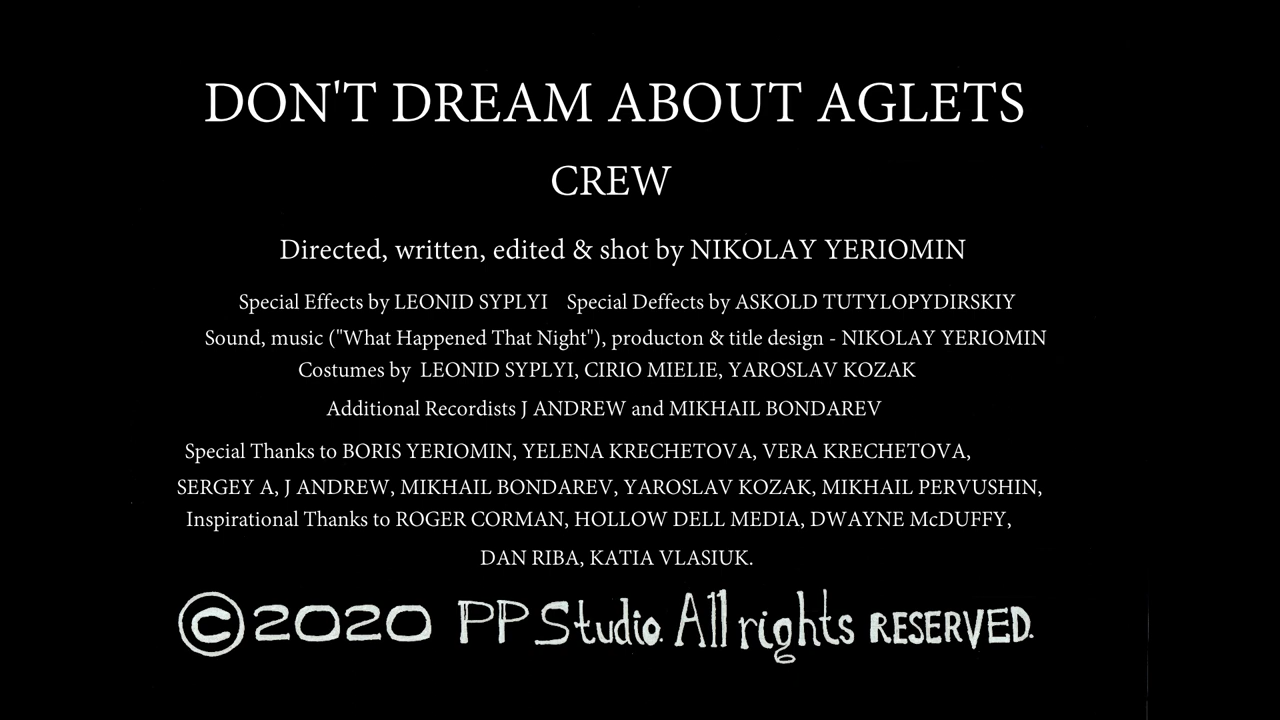 DON'T DREAM ABOUT AGLETS
CREW
Directed, written, edited & shot by NIKOLAY YERIOMIN
Special Effects by LEONID SYPLYI Special Deffects by ASKOLD TUTYLOPYDIRSKIY
Sound, music ("What Happened That Night"), producton & title design - NIKOLAY YERIOMIN
Costumes by LEONID SYPLYI, CIRIO MIELIE, YAROSLAV KOZAK
Additional Recordists J ANDREW and MIKHAIL BONDAREV
Special Thanks to BORIS YERIOMIN, YELENA KRECHETOVA, VERA KRECHETOVA,
SERGEY A, J ANDREW, MIKHAIL BONDAREV, YAROSLAV KOZAK, MIKHAIL PERVUSHIN,
Inspirational Thanks to ROGER CORMAN, HOLLOW DELL MEDIA, DWAYNE McDUFFY,
DAN RIBA, KATIA VLASIUK.
©2020 PP Studio. All rights RESERVED.